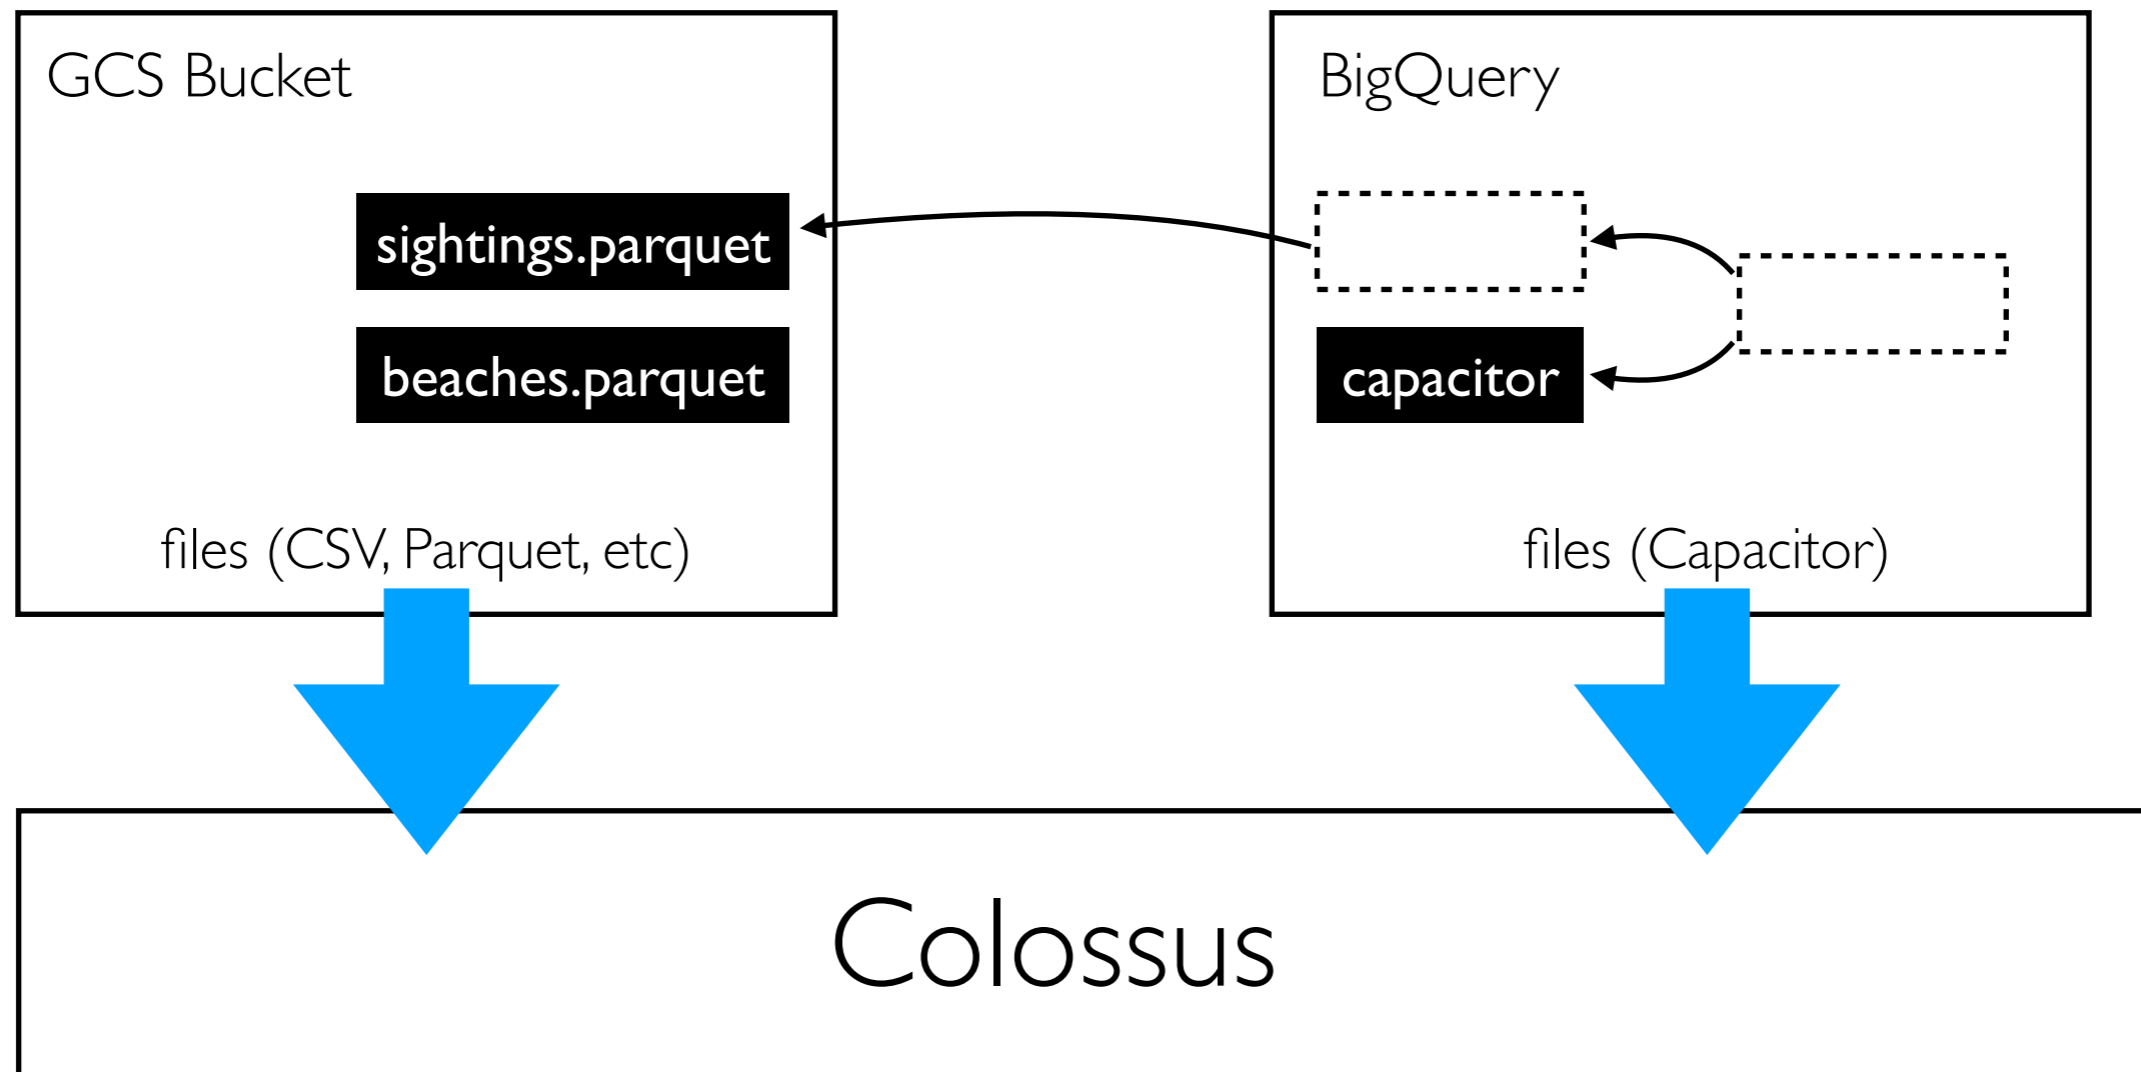 GCS Bucket
sightings.parquet
beaches.parquet
files (CSV, Parquet, etc)
BigQuery
capacitor
files (Capacitor)
Colossus